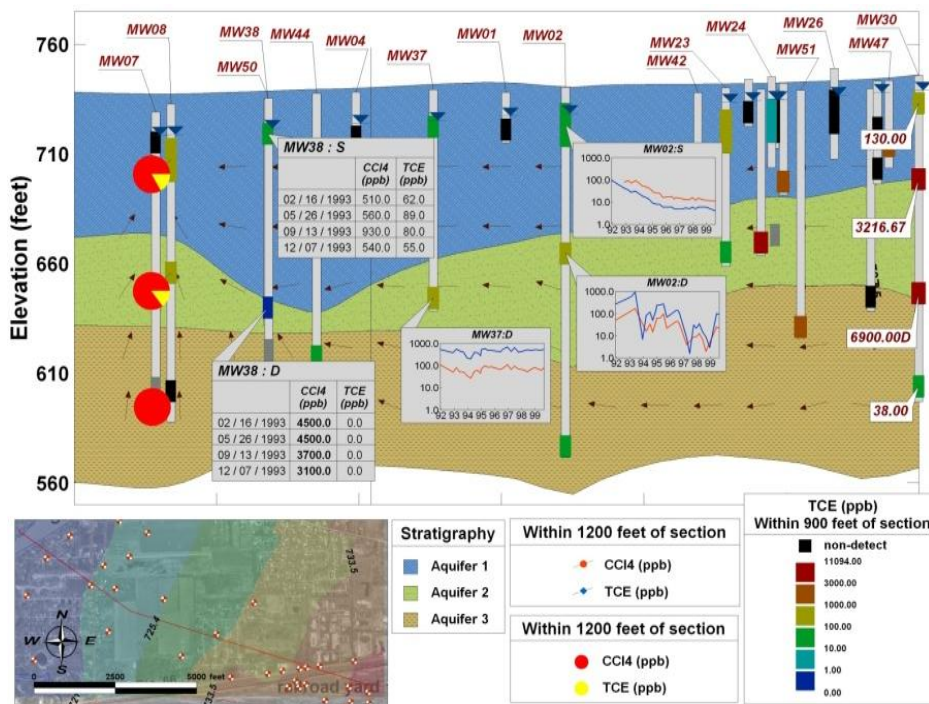 MW08
MW38
MW44
MW04
MW01
MW02
MW24
MW26
MW30
MW07
MW50
MW37
MW23
MW42
MW51
MW47
760
710
660
610
560
Elevation (feet)
MW38 : S
CCl4 (ppb) TCE (ppb)
02 / 16 / 1993 510.0 62.0
05 / 26 / 1993 560.0 89.0
09 / 13 / 1993 930.0 80.0
12 / 07 / 1993 540.0 55.0
MW02:S
1000.0
100.0
10.0
1.0
92 93 94 95 96 97 98 99
130.00
3216.67
6900.00D
38.00
MW02:D
1000.0
100.0
10.0
1.0
92 93 94 95 96 97 98 99
MW37:D
1000.0
100.0
10.0
1.0
92 93 94 95 96 97 98 99
MW38 : D
CCl4 (ppb) TCE (ppb)
02 / 16 / 1993 4500.0 0.0
05 / 26 / 1993 4500.0 0.0
09 / 13 / 1993 3700.0 0.0
12 / 07 / 1993 3100.0 0.0
N
W E
S
725.4
733.5
733.5
0 2500 5000 feet
railroad yard
Stratigraphy
Aquifer 1
Aquifer 2
Aquifer 3
Within 1200 feet of section
CCl4 (ppb)
TCE (ppb)
Within 1200 feet of section
CCl4 (ppb)
TCE (ppb)
TCE (ppb)
Within 900 feet of section
non-detect
11094.00
3000.00
1000.00
100.00
10.00
1.00
0.00